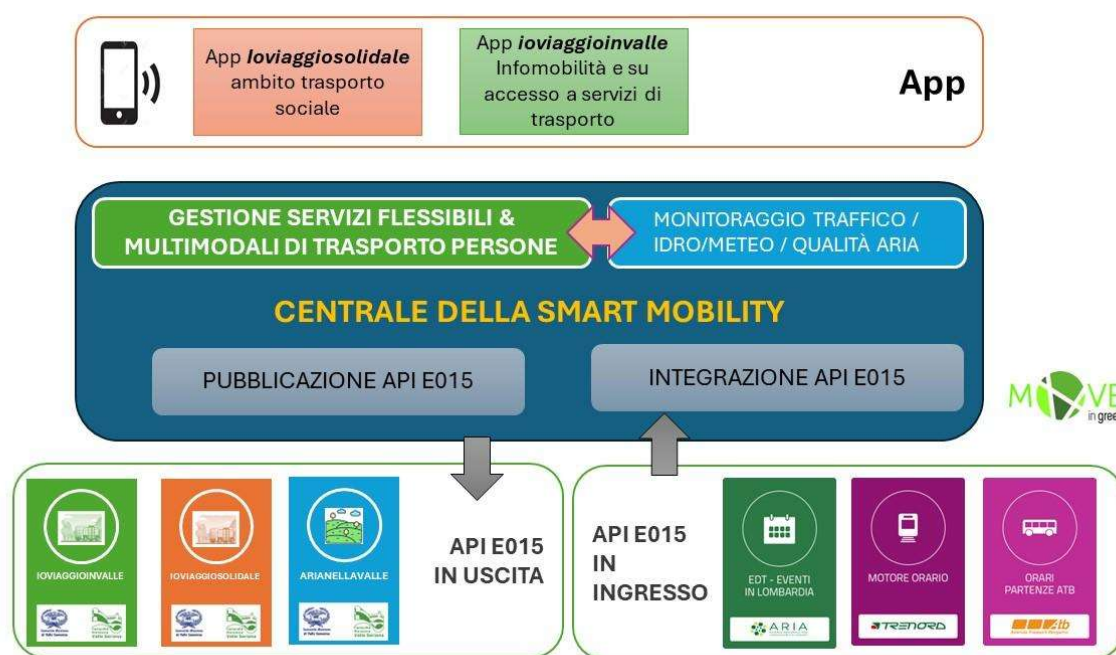 App Ioviaggiosolidale
ambito trasporto
sociale
App ioviaggioinvalle
Infomobilità e su
accesso a servizi di
trasporto
App
GESTIONE SERVIZI FLESSIBILI &
MULTIMODALI DI TRASPORTO PERSONE
MONITORAGGIO TRAFFICO /
IDRO/METEO / QUALITÀ ARIA
CENTRALE DELLA SMART MOBILITY
PUBBLICAZIONE API E015
INTEGRAZIONE API E015
MOVE
in gree
IOVIAGGIOINVALLE
IOVIAGGIOSOLIDALE
ARIANELLAVALLE
API E015
IN USCITA
API E015
IN
INGRESSO
EDT - EVENTI
IN LOMBARDIA
ARIA
MOTORE ORARIO
TRENORD
ORARI
PARTENZE ATB
atb